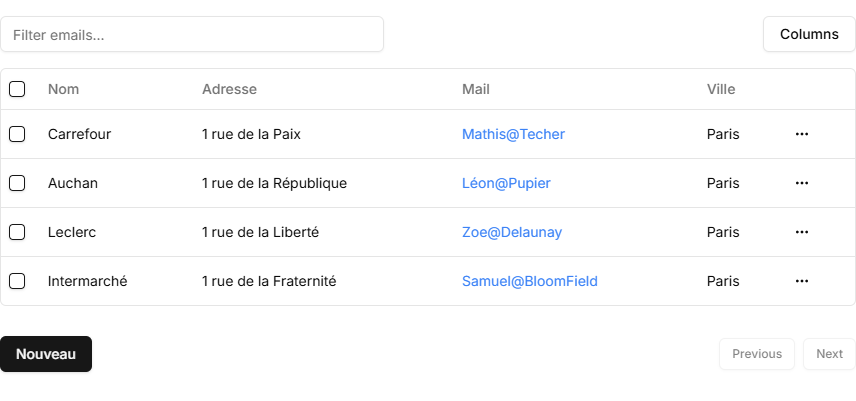 Filter emails...
Columns
Nom Adresse Mail Ville
Carrefour 1 rue de la Paix Mathis@Techer Paris ···
Auchan 1 rue de la République Léon@Pupier Paris ···
Leclerc 1 rue de la Liberté Zoe@Delaunay Paris ···
Intermarché 1 rue de la Fraternité Samuel@BloomField Paris ···
Nouveau
Previous
Next